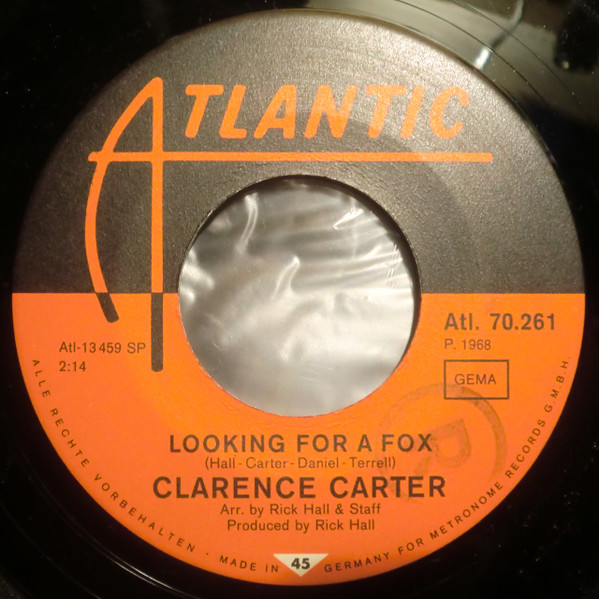 ATLANTIC
Atl. 70.261
P. 1968
GEMA
Atl-13 459 SP
2:14
LOOKING FOR A FOX
(Hall - Carter - Daniel - Terrell)
CLARENCE CARTER
Arr. by Rick Hall & Staff
Produced by Rick Hall
ALLE RECHTE VORBEHALTEN · MADE IN GERMANY FOR METRONOME RECORDS G.M.B.H.
45